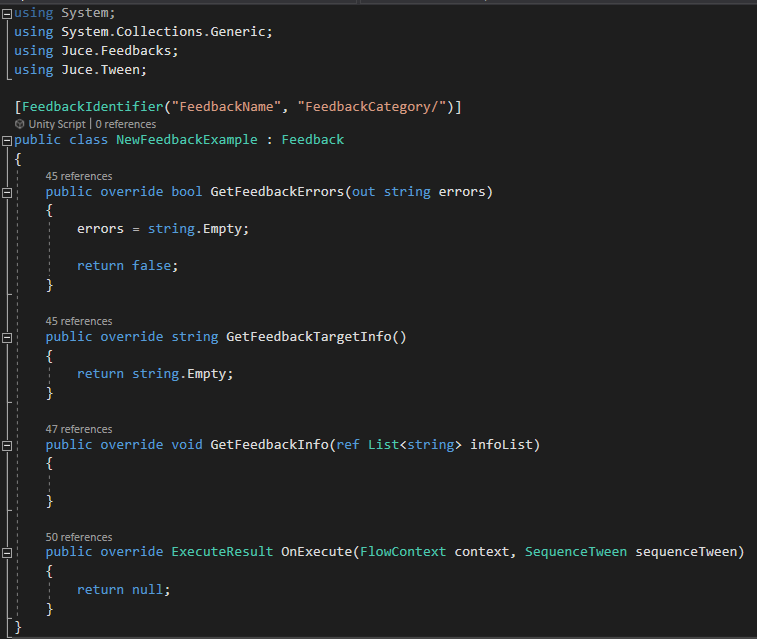 using System;
using System.Collections.Generic;
using Juce.Feedbacks;
using Juce.Tween;
[FeedbackIdentifier("FeedbackName", "FeedbackCategory/")]
Unity Script | 0 references
public class NewFeedbackExample : Feedback
{
45 references
public override bool GetFeedbackErrors(out string errors)
{
errors = string.Empty;
return false;
}
45 references
public override string GetFeedbackTargetInfo()
{
return string.Empty;
}
47 references
public override void GetFeedbackInfo(ref List<string> infoList)
{
}
50 references
public override ExecuteResult OnExecute(FlowContext context, SequenceTween sequenceTween)
{
return null;
}
}